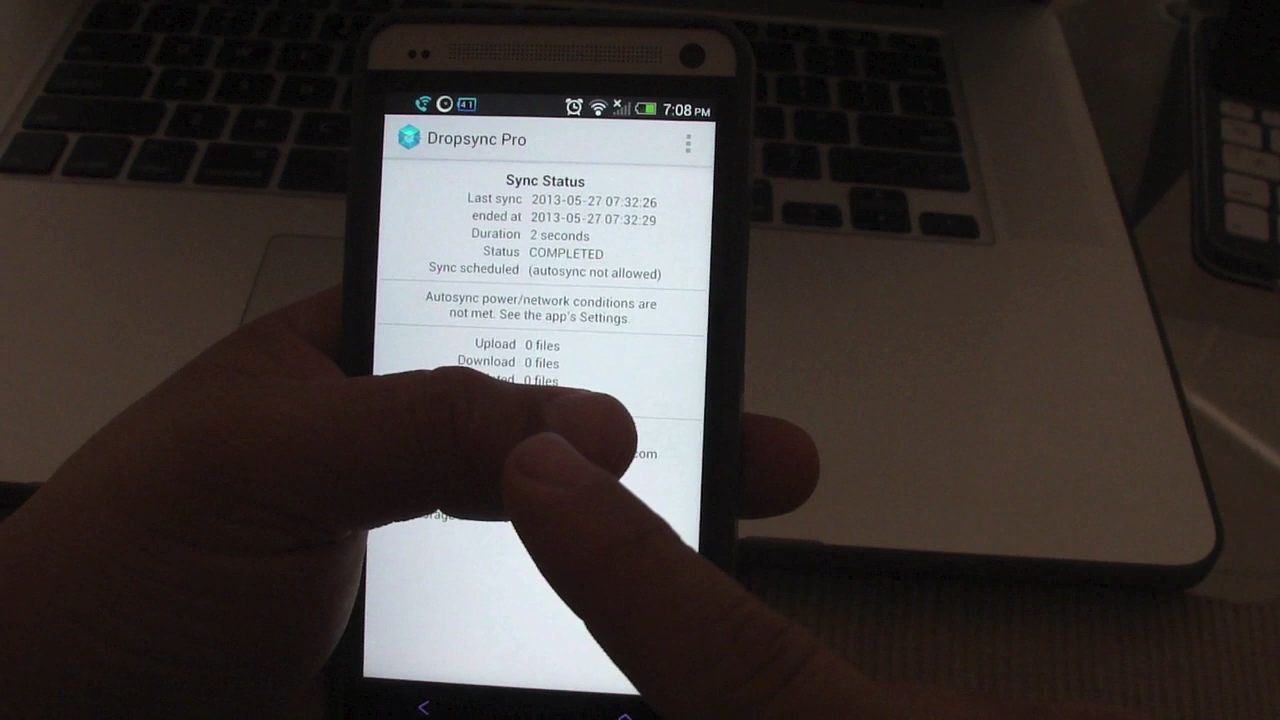 41
7:08 PM
Dropsync Pro
Sync Status
Last sync 2013-05-27 07:32:26
ended at 2013-05-27 07:32:29
Duration 2 seconds
Status COMPLETED
Sync scheduled (autosync not allowed)
Autosync power/network conditions are
not met. See the app's Settings.
Upload 0 files
Download 0 files
0 files